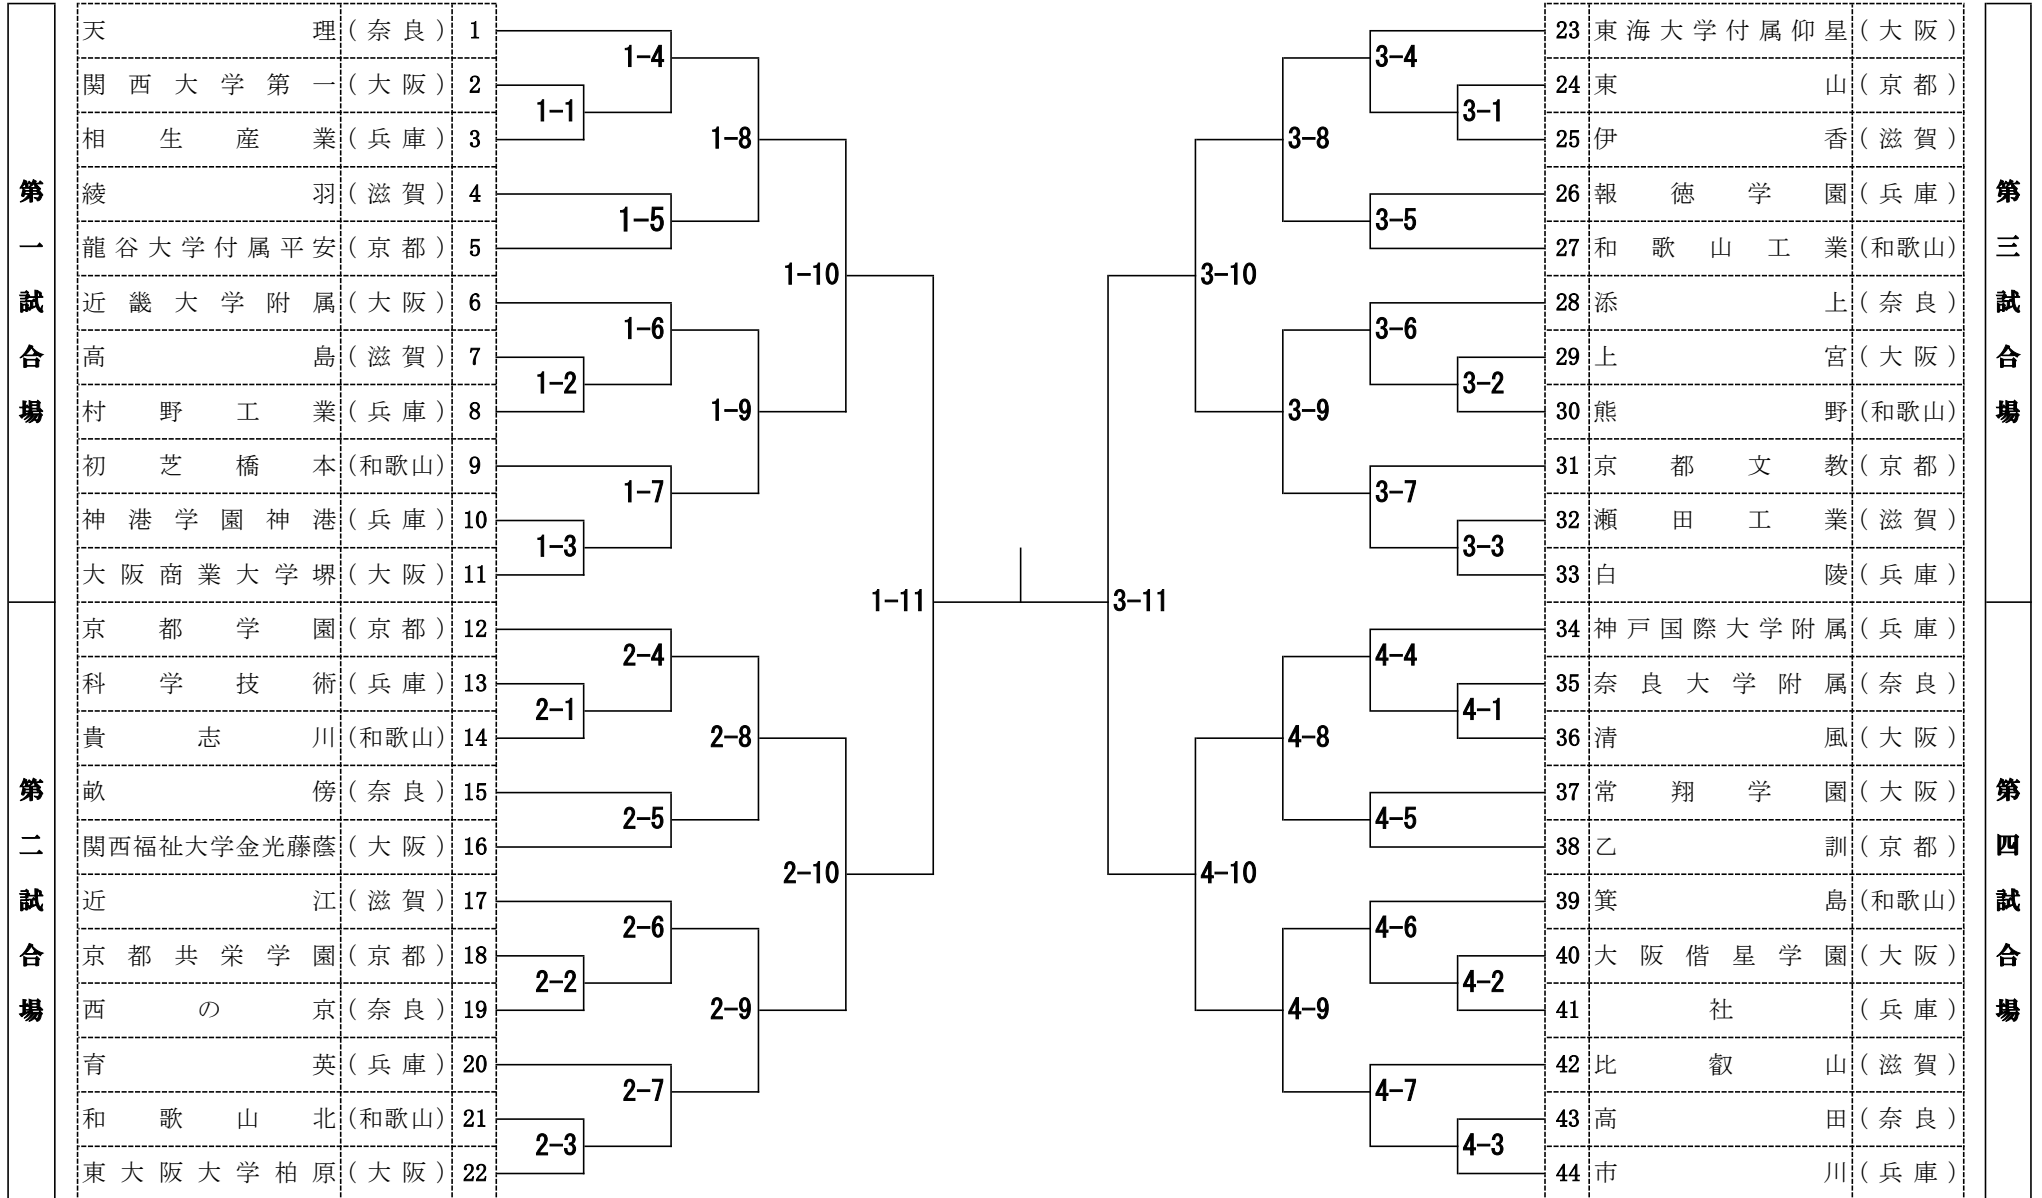 第一試合場
天理(奈良) 1
関西大学第一(大阪) 2
相生産業(兵庫) 3
綾羽(滋賀) 4
龍谷大学付属平安(京都) 5
近畿大学附属(大阪) 6
高島(滋賀) 7
村野工業(兵庫) 8
初芝橋本(和歌山) 9
神港学園神港(兵庫) 10
大阪商業大学堺(大阪) 11
第二試合場
京都学園(京都) 12
科学技術(兵庫) 13
貴志川(和歌山) 14
畝傍(奈良) 15
関西福祉大学金光藤蔭(大阪) 16
近江(滋賀) 17
京都共栄学園(京都) 18
西の京(奈良) 19
育英(兵庫) 20
和歌山北(和歌山) 21
東大阪大学柏原(大阪) 22
1-4
1-1
1-8
1-5
1-10
1-6
1-2
1-9
1-7
1-3
1-11
2-4
2-1
2-8
2-5
2-10
2-6
2-2
2-9
2-7
2-3
3-4
3-1
3-8
3-5
3-10
3-6
3-2
3-9
3-7
3-3
3-11
4-4
4-1
4-8
4-5
4-10
4-6
4-2
4-9
4-7
4-3
23 東海大学付属仰星(大阪)
24 東山(京都)
25 伊香(滋賀)
26 報徳学園(兵庫)
27 和歌山工業(和歌山)
28 添上(奈良)
29 上宮(大阪)
30 熊野(和歌山)
31 京都文教(京都)
32 瀬田工業(滋賀)
33 白陵(兵庫)
第三試合場
34 神戸国際大学附属(兵庫)
35 奈良大学附属(奈良)
36 清風(大阪)
37 常翔学園(大阪)
38 乙訓(京都)
39 箕島(和歌山)
40 大阪偕星学園(大阪)
41 社(兵庫)
42 比叡山(滋賀)
43 高田(奈良)
44 市川(兵庫)
第四試合場